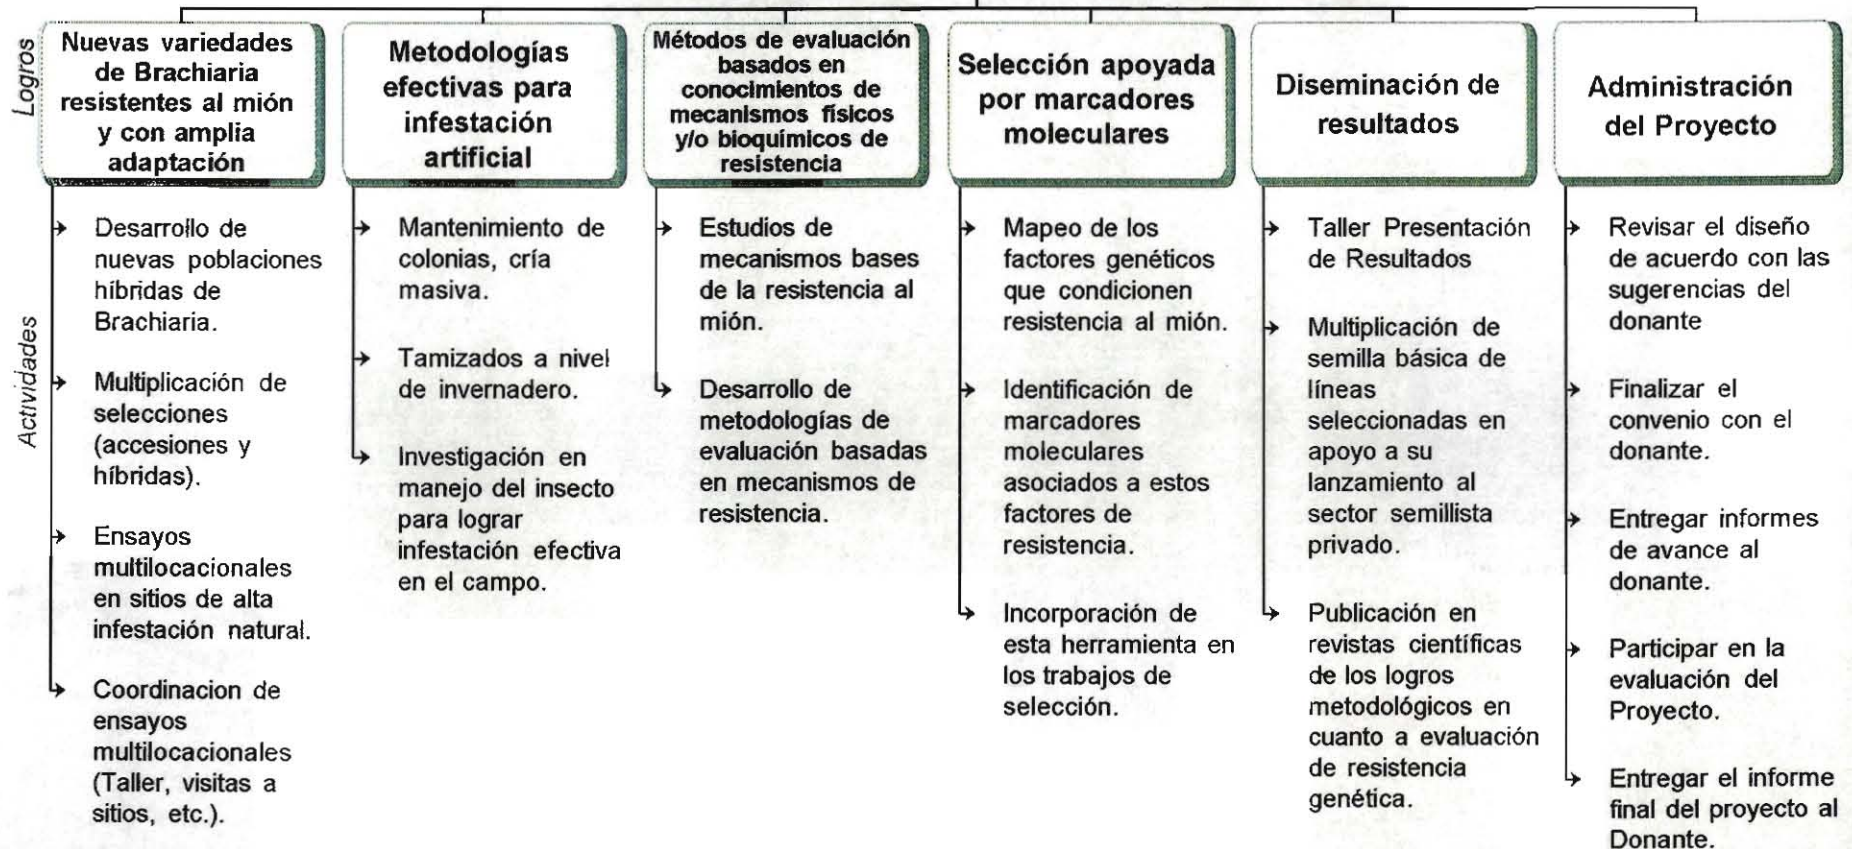 Logros
Nuevas variedades
de Brachiaria
resistentes al mión
y con amplia
adaptación
Metodologías
efectivas para
infestación
artificial
Métodos de evaluación
basados en
conocimientos de
mecanismos físicos
y/o bioquímicos de
resistencia
Selección apoyada
por marcadores
moleculares
Diseminación de
resultados
Administración
del Proyecto
Actividades
Desarrollo de
nuevas poblaciones
híbridas de
Brachiaria.
Multiplicación de
selecciones
(accesiones y
híbridas).
Ensayos
multilocacionales
en sitios de alta
infestación natural.
Coordinacion de
ensayos
multilocacionales
(Taller, visitas a
sitios, etc.).
Mantenimiento de
colonias, cría
masiva.
Tamizados a nivel
de invernadero.
Investigación en
manejo del insecto
para lograr
infestación efectiva
en el campo.
Estudios de
mecanismos bases
de la resistencia al
mión.
Desarrollo de
metodologías de
evaluación basadas
en mecanismos de
resistencia.
Mapeo de los
factores genéticos
que condicionen
resistencia al mión.
Identificación de
marcadores
moleculares
asociados a estos
factores de
resistencia.
Incorporación de
esta herramienta en
los trabajos de
selección.
Taller Presentación
de Resultados
Multiplicación de
semilla básica de
líneas
seleccionadas en
apoyo a su
lanzamiento al
sector semillista
privado.
Publicación en
revistas científicas
de los logros
metodológicos en
cuanto a evaluación
de resistencia
genética.
Revisar el diseño
de acuerdo con las
sugerencias del
donante
Finalizar el
convenio con el
donante.
Entregar informes
de avance al
donante.
Participar en la
evaluación del
Proyecto.
Entregar el informe
final del proyecto al
Donante.